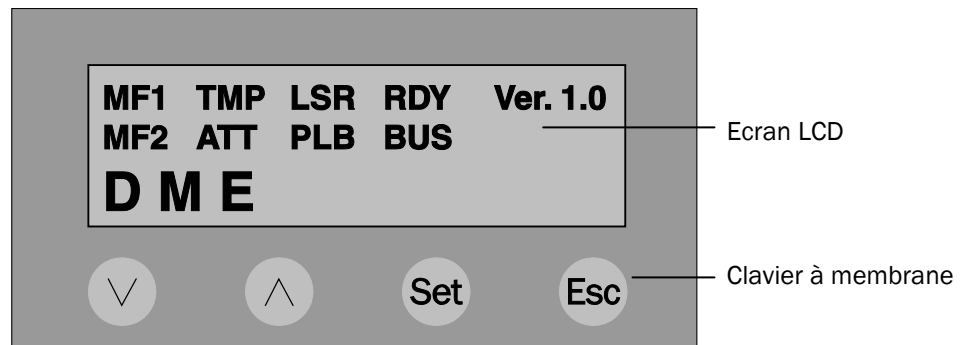 MF1 TMP LSR RDY Ver. 1.0
MF2 ATT PLB BUS
D M E
Ecran LCD
Set Esc
Clavier à membrane